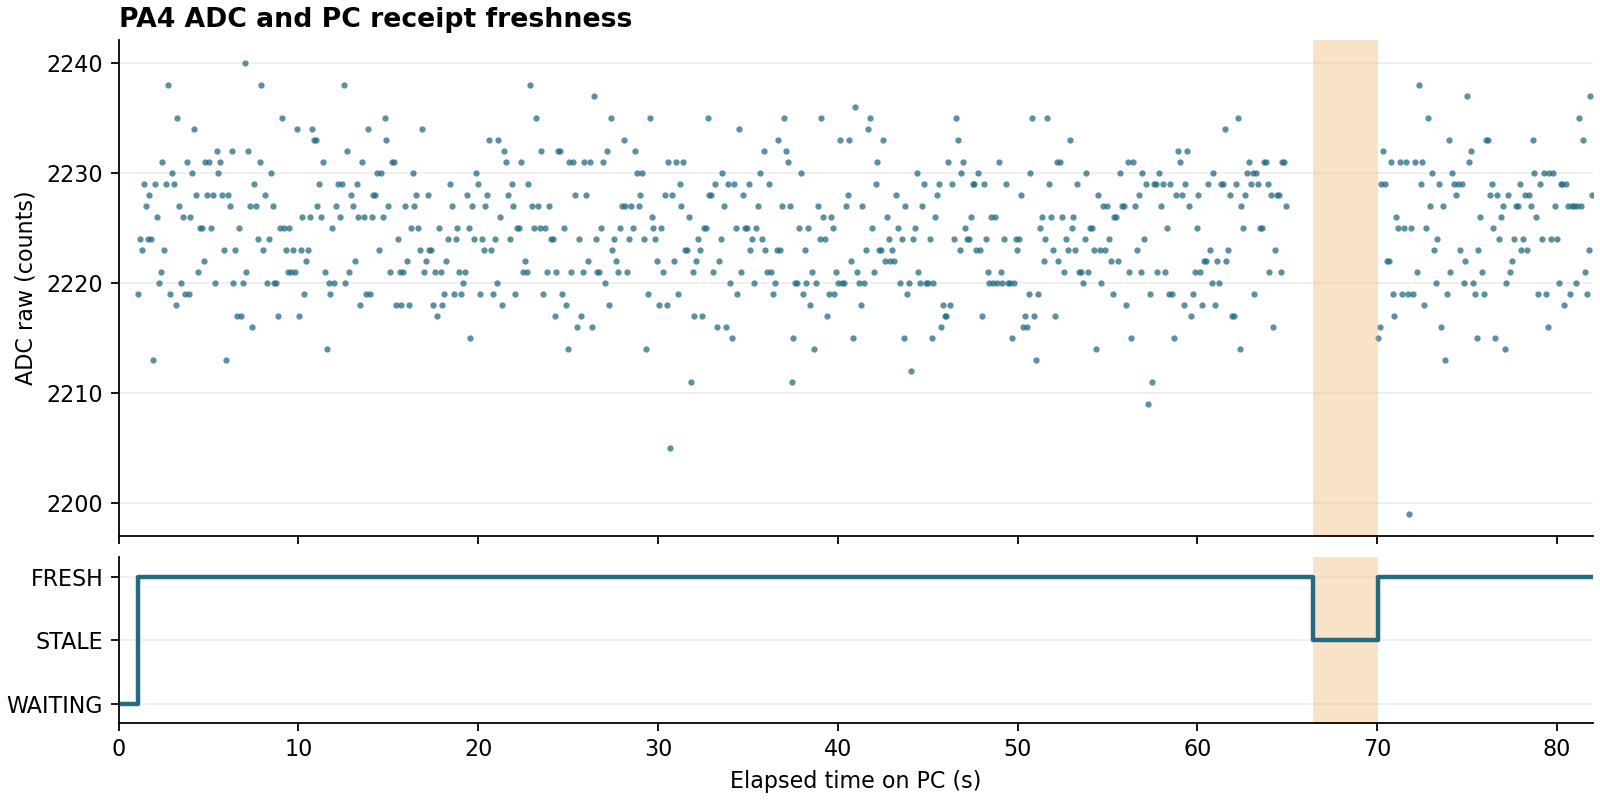 PA4 ADC and PC receipt freshness
ADC raw (counts)
2240
2230
2220
2210
2200
FRESH
STALE
WAITING
0 10 20 30 40 50 60 70 80
Elapsed time on PC (s)